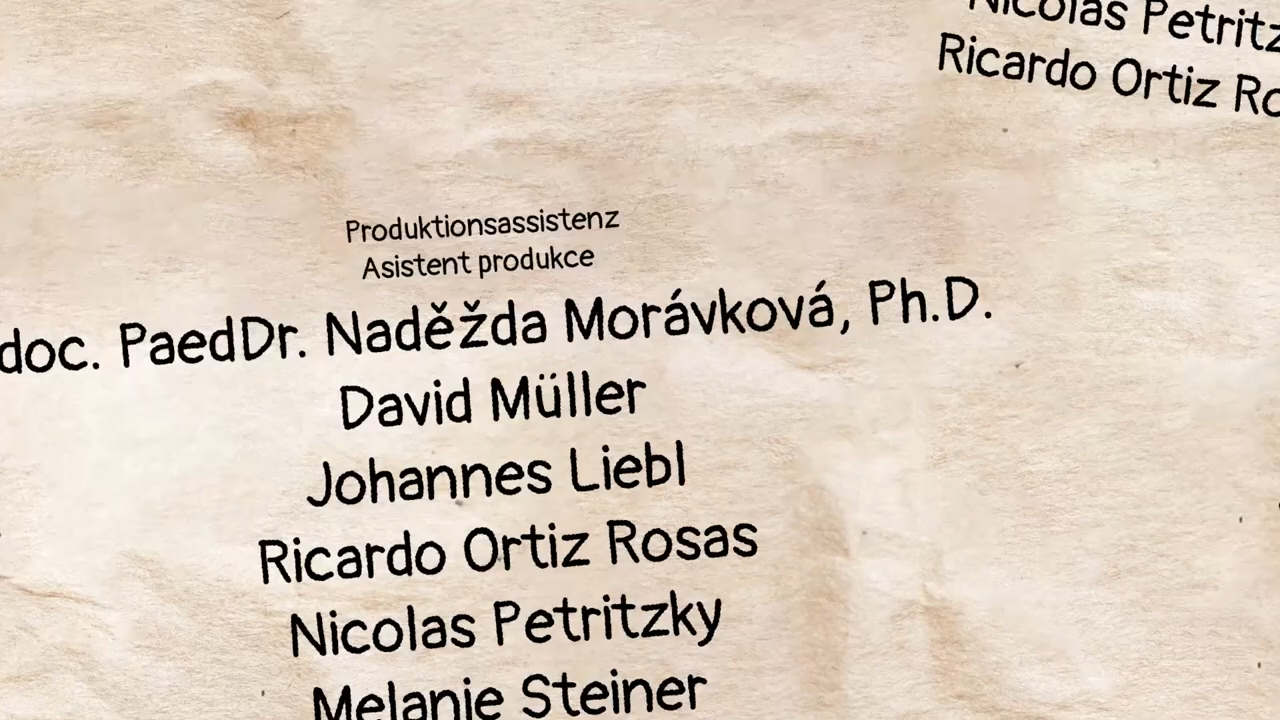 Nicolas Petritz
Ricardo Ortiz Ro
Produktionsassistenz
Asistent produkce
doc. PaedDr. Naděžda Morávková, Ph.D.
David Müller
Johannes Liebl
Ricardo Ortiz Rosas
Nicolas Petritzky
Melanie Steiner